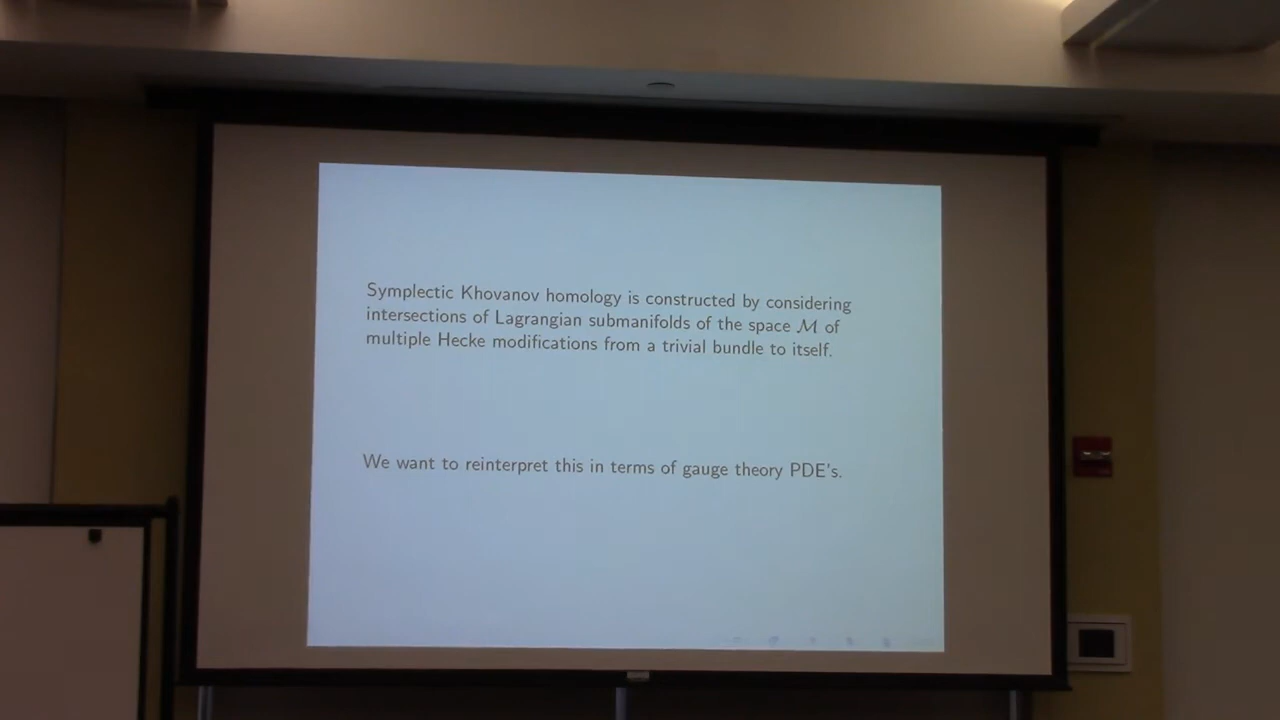 Symplectic Khovanov homology is constructed by considering
intersections of Lagrangian submanifolds of the space ℳ of
multiple Hecke modifications from a trivial bundle to itself.
We want to reinterpret this in terms of gauge theory PDE's.